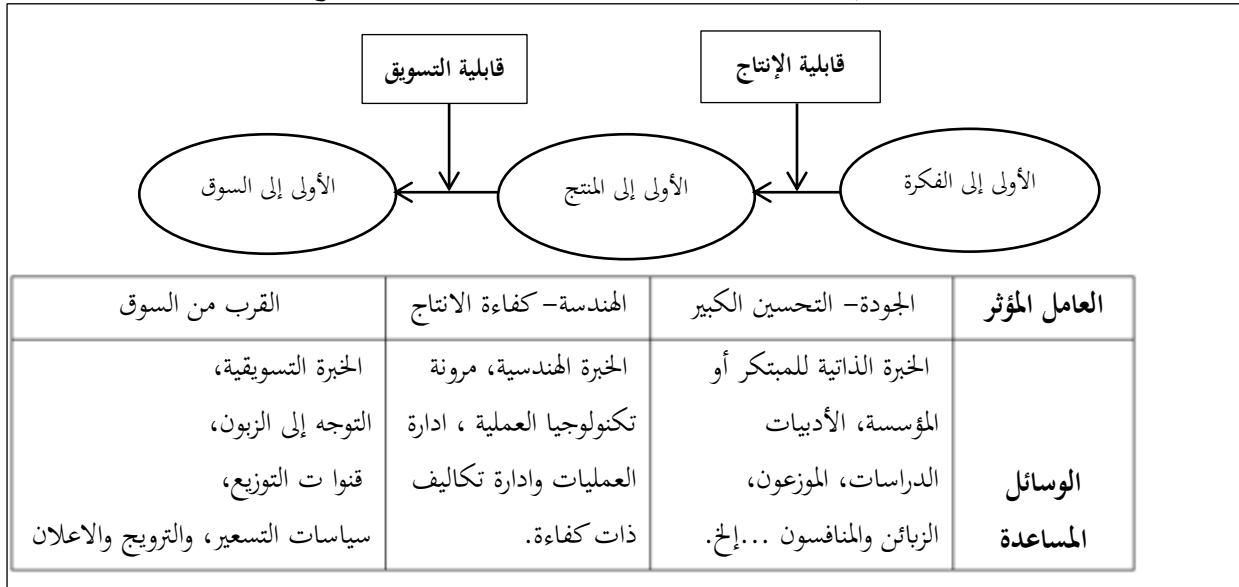 قابلية الإنتاج
قابلية التسويق
الأولى إلى الفكرة
الأولى إلى المنتج
الأولى إلى السوق
العامل المؤثر
الجودة– التحسين الكبير
الهندسة– كفاءة الانتاج
القرب من السوق
الوسائل
المساعدة
الخبرة الذاتية للمبتكر أو
المؤسسة، الأدبيات
الدراسات، الموزعون،
الزبائن والمنافسون ...إلخ.
الخبرة الهندسية، مرونة
تكنولوجيا العملية ، ادارة
العمليات وادارة تكاليف
ذات كفاءة.
الخبرة التسويقية،
التوجه إلى الزبون،
قنوا ت التوزيع،
سياسات التسعير، والترويج والاعلان